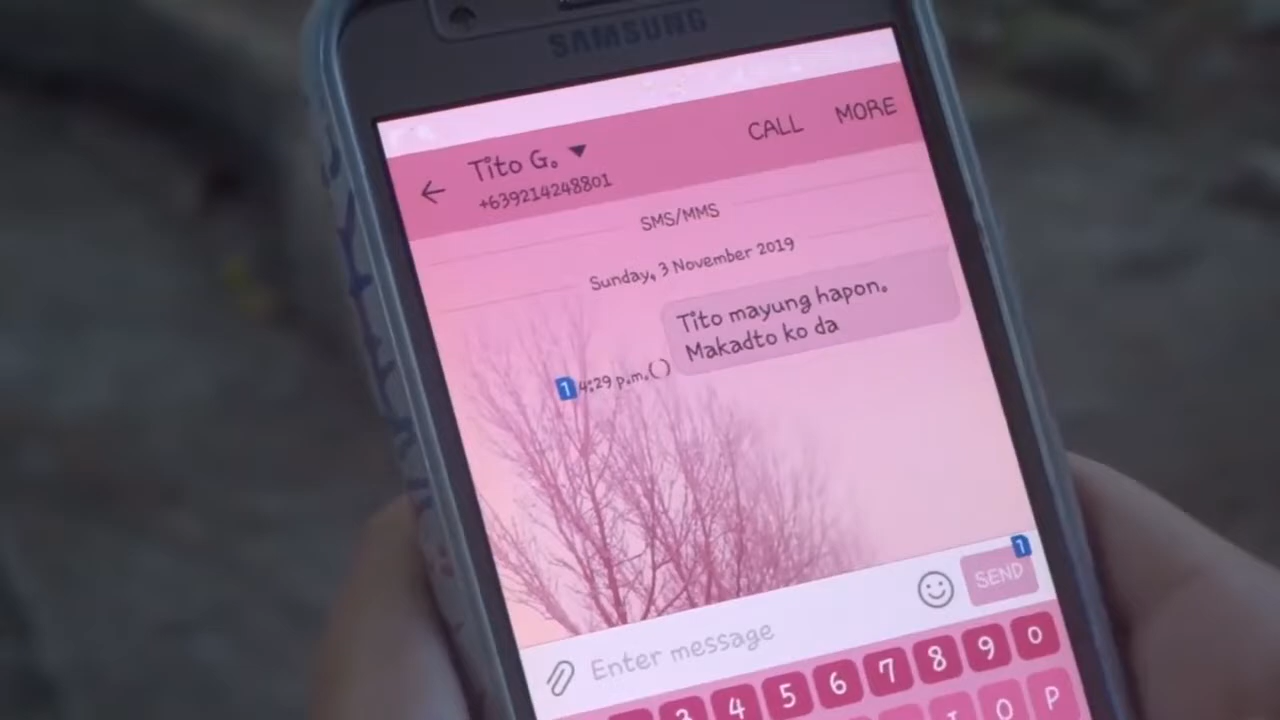 SAMSUNG
Tito G.
CALL MORE
+639214248801
SMS/MMS
Sunday, 3 November 2019
Tito mayung hapon.
Makadto ko da
1 4:29 p.m.
1
SEND
Enter message
3 4 5 6 7 8 9 0
I O P